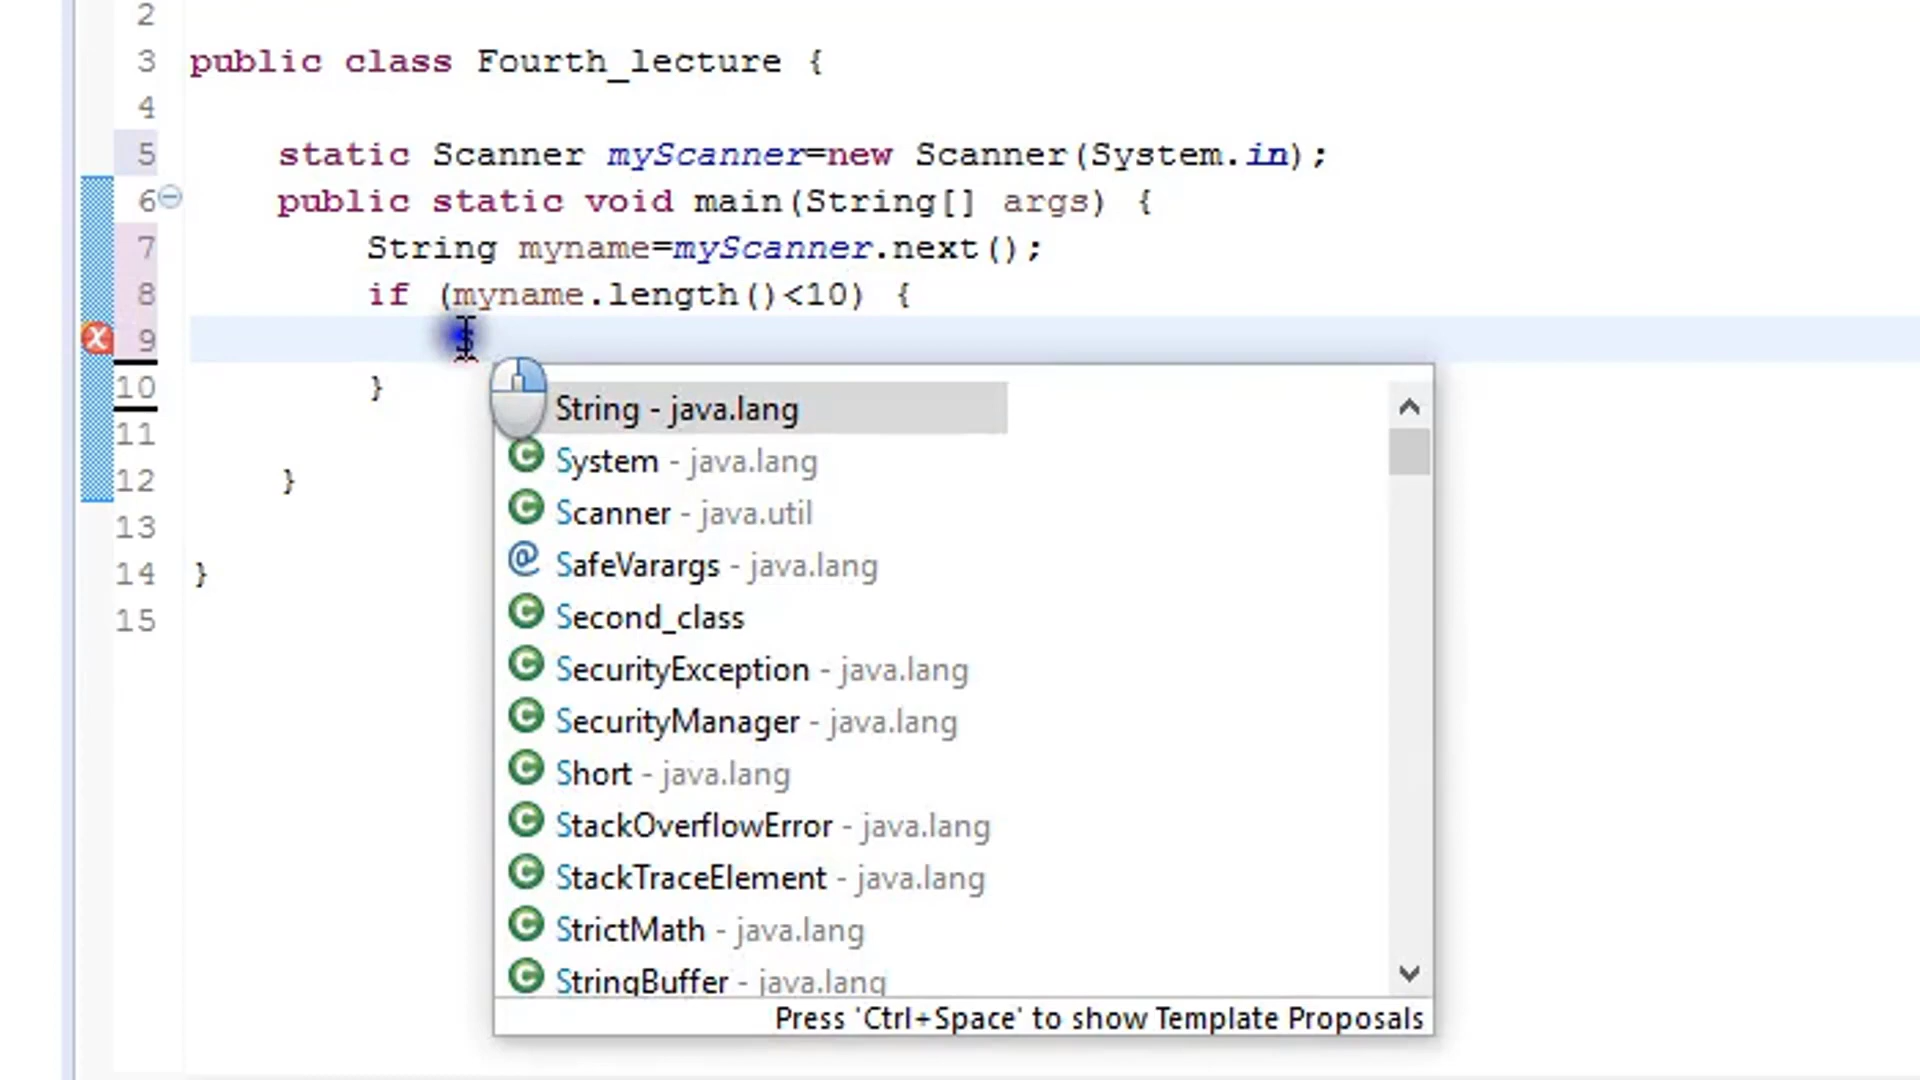 2
3 public class Fourth_lecture {
4
5 static Scanner myScanner=new Scanner(System.in);
6 public static void main(String[] args) {
7 String myname=myScanner.next();
8 if (myname.length()<10) {
9
10 }
11
12 }
13
14 }
15
String - java.lang
System - java.lang
Scanner - java.util
SafeVarargs - java.lang
Second_class
SecurityException - java.lang
SecurityManager - java.lang
Short - java.lang
StackOverflowError - java.lang
StackTraceElement - java.lang
StrictMath - java.lang
StringBuffer - java.lang
Press 'Ctrl+Space' to show Template Proposals